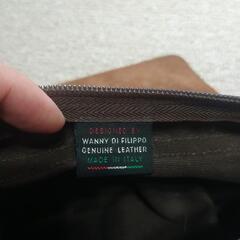 DESIGNED BY
WANNY DI FILIPPO
GENUINE LEATHER
MADE IN ITALY